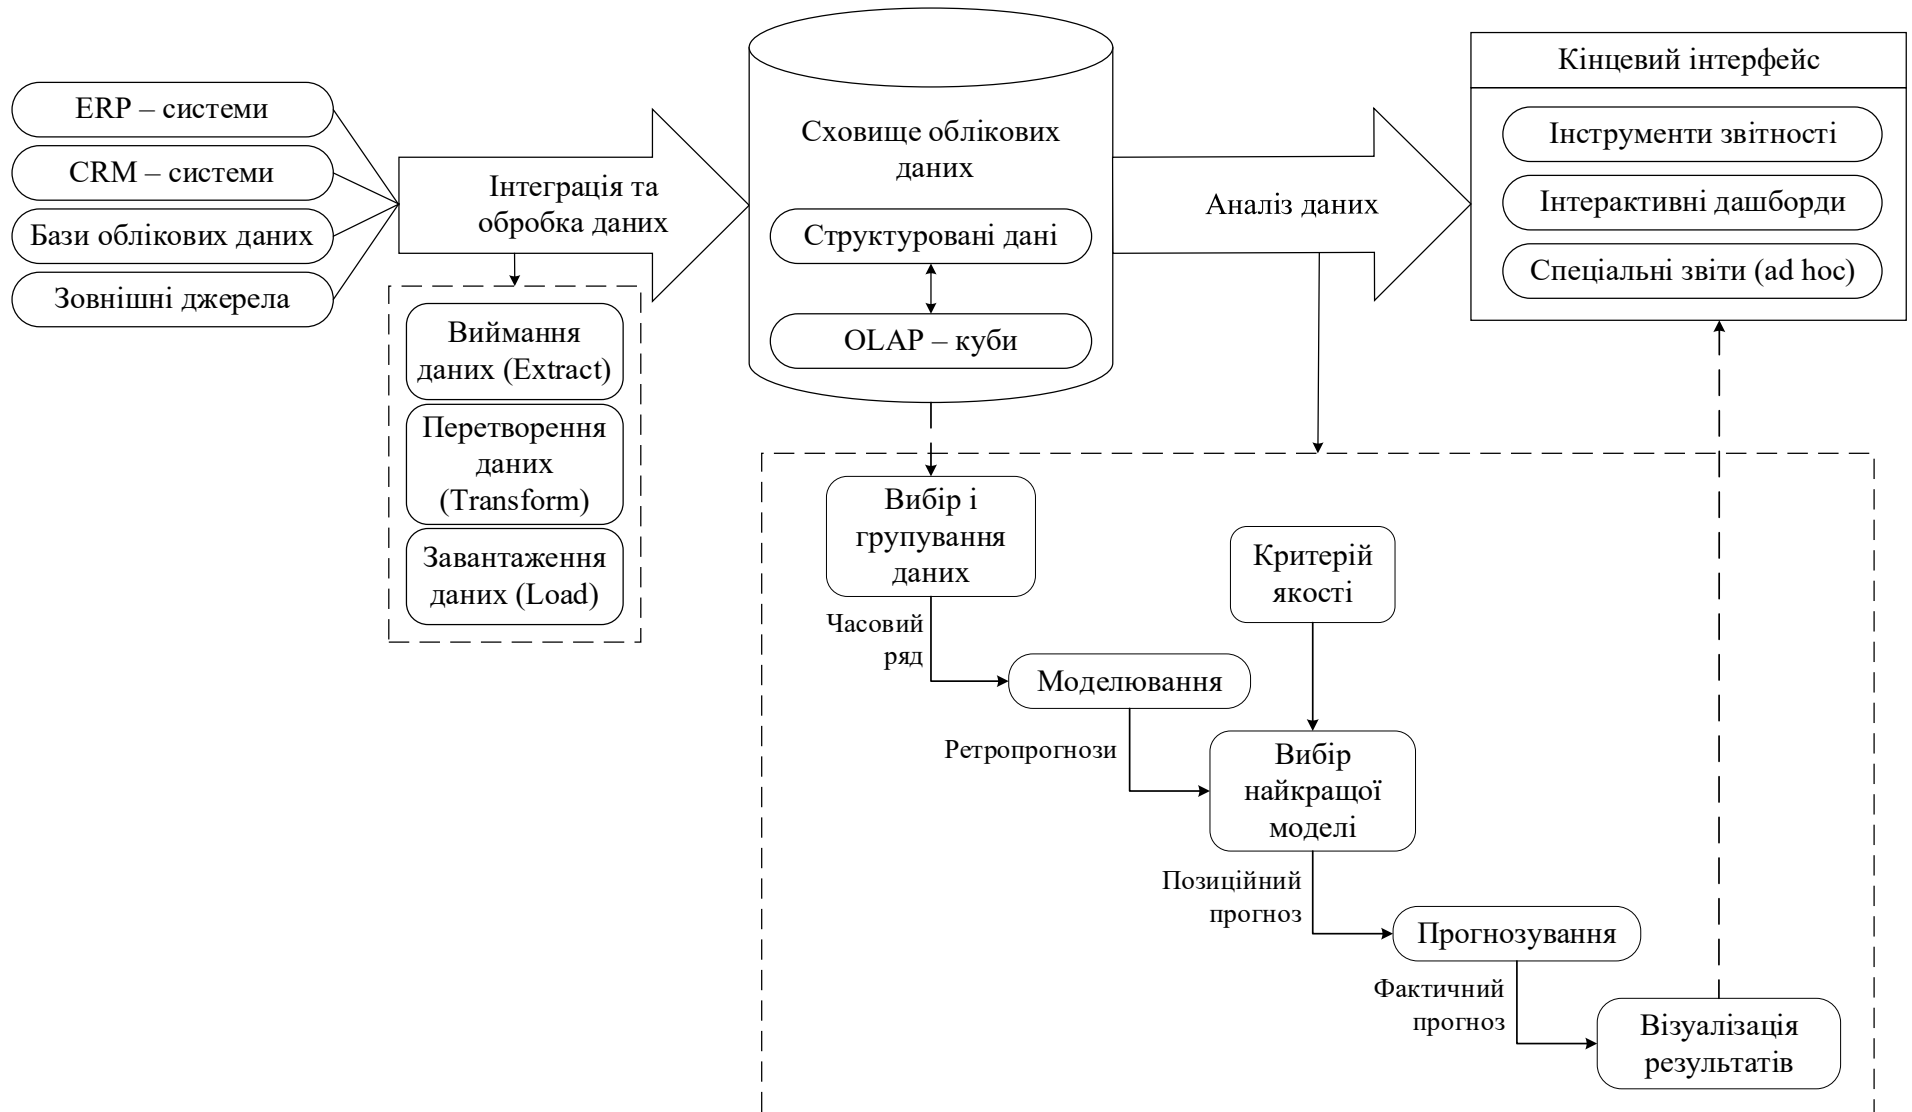 ERP – системи
CRM – системи
Бази облікових даних
Зовнішні джерела
Інтеграція та
обробка даних
Виймання
даних (Extract)
Перетворення
даних
(Transform)
Завантаження
даних (Load)
Сховище облікових
даних
Структуровані дані
OLAP – куби
Аналіз даних
Кінцевий інтерфейс
Інструменти звітності
Інтерактивні дашборди
Спеціальні звіти (ad hoc)
Вибір і
групування
даних
Часовий
ряд
Моделювання
Ретропрогнози
Критерій
якості
Вибір
найкращої
моделі
Позиційний
прогноз
Прогнозування
Фактичний
прогноз
Візуалізація
результатів